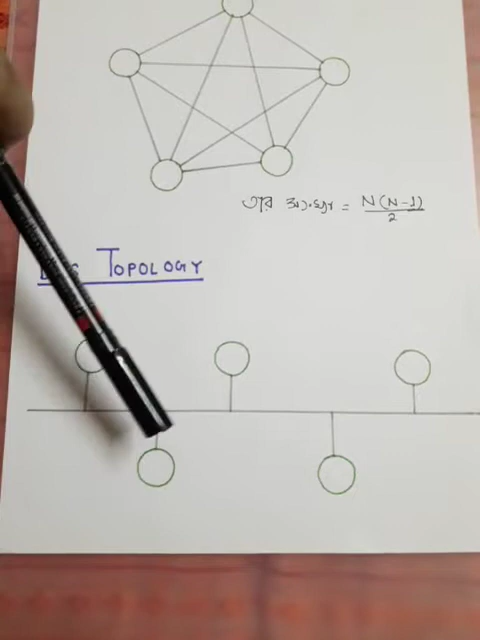 তার সংখ্যা = N(N-1)/2
TOPOLOGY